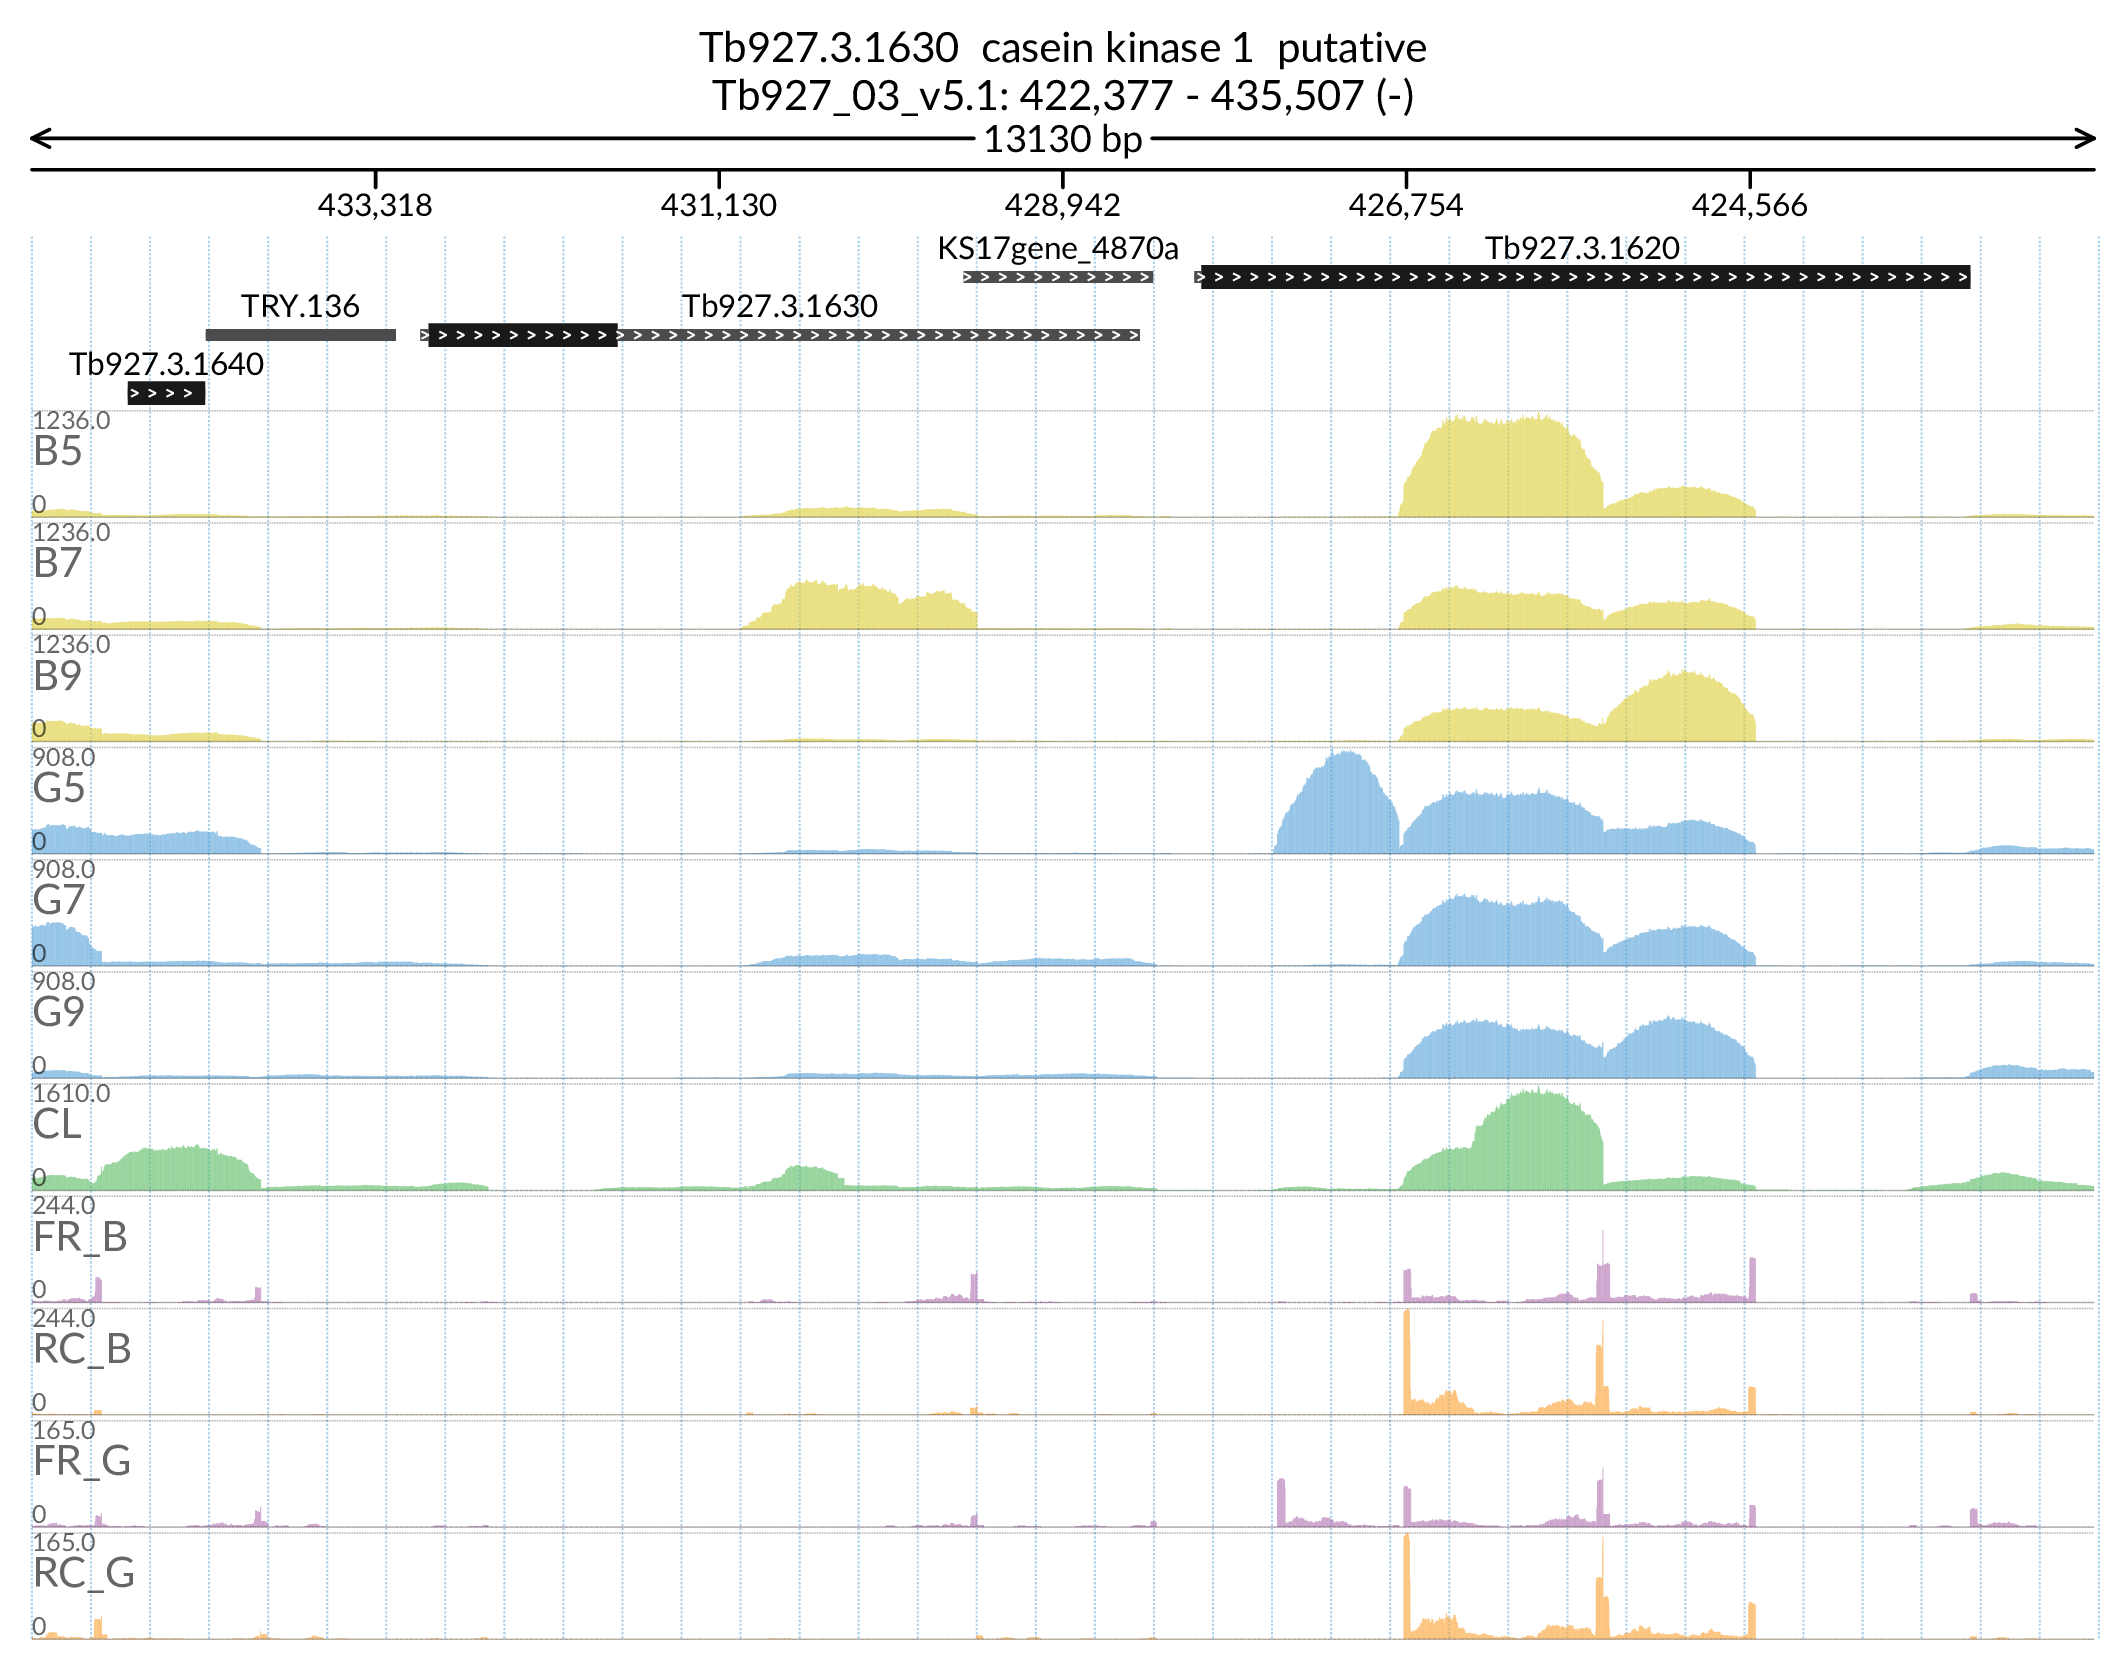 Tb927.3.1630 casein kinase 1 putative
Tb927_03_v5.1: 422,377 - 435,507 (-)
13130 bp
433,318 431,130 428,942 426,754 424,566
KS17gene_4870a Tb927.3.1620
TRY.136 Tb927.3.1630
Tb927.3.1640
1236.0
B5
0
1236.0
B7
0
1236.0
B9
0
908.0
G5
0
908.0
G7
0
908.0
G9
0
1610.0
CL
0
244.0
FR_B
0
244.0
RC_B
0
165.0
FR_G
0
165.0
RC_G
0